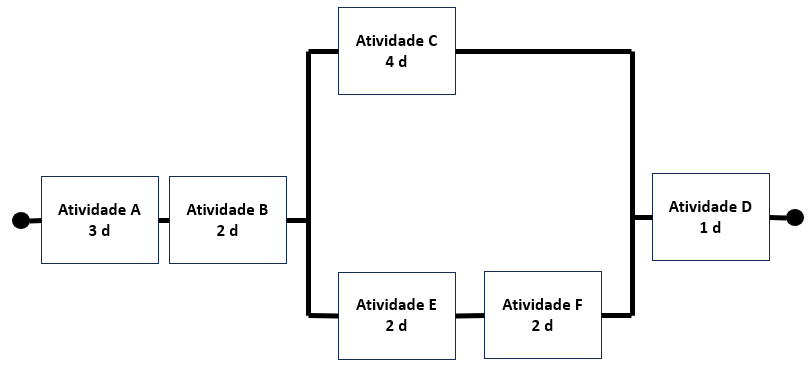 Atividade A
3 d
Atividade B
2 d
Atividade C
4 d
Atividade E
2 d
Atividade F
2 d
Atividade D
1 d